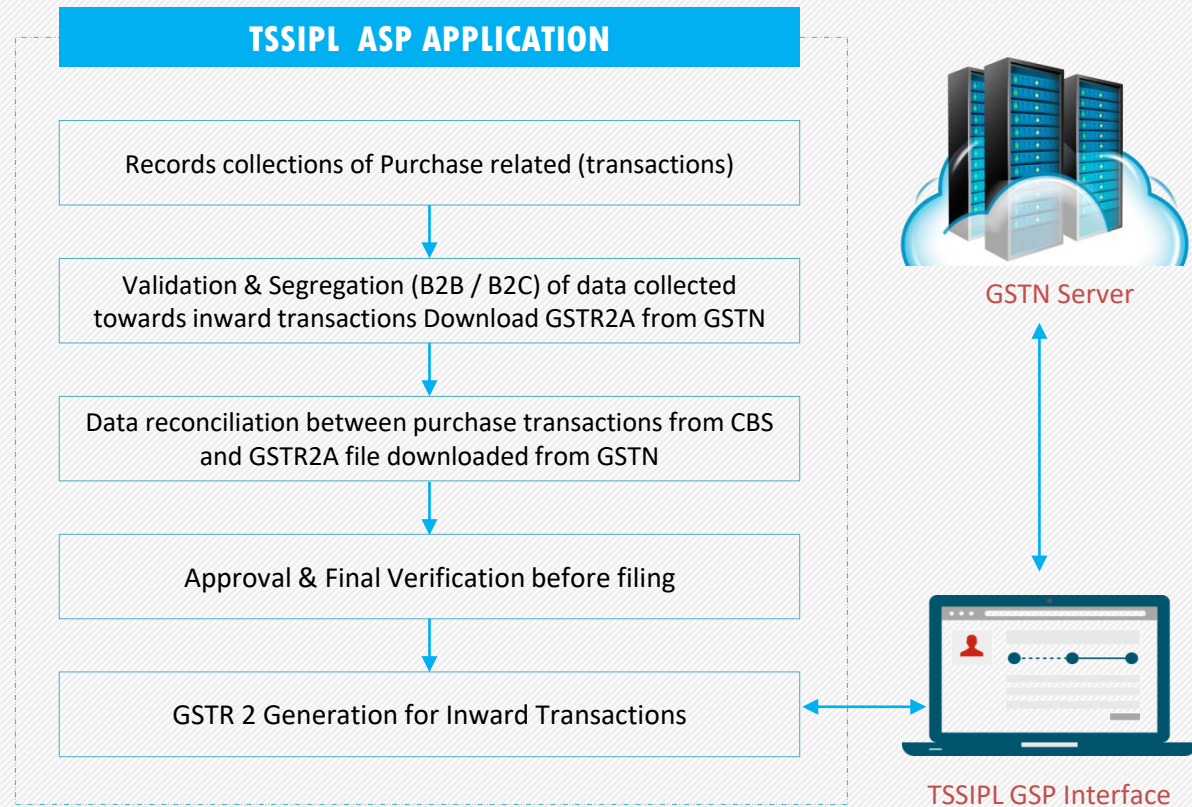 TSSIPL ASP APPLICATION
Records collections of Purchase related (transactions)
Validation & Segregation (B2B / B2C) of data collected
towards inward transactions Download GSTR2A from GSTN
Data reconciliation between purchase transactions from CBS
and GSTR2A file downloaded from GSTN
Approval & Final Verification before filing
GSTR 2 Generation for Inward Transactions
GSTN Server
TSSIPL GSP Interface